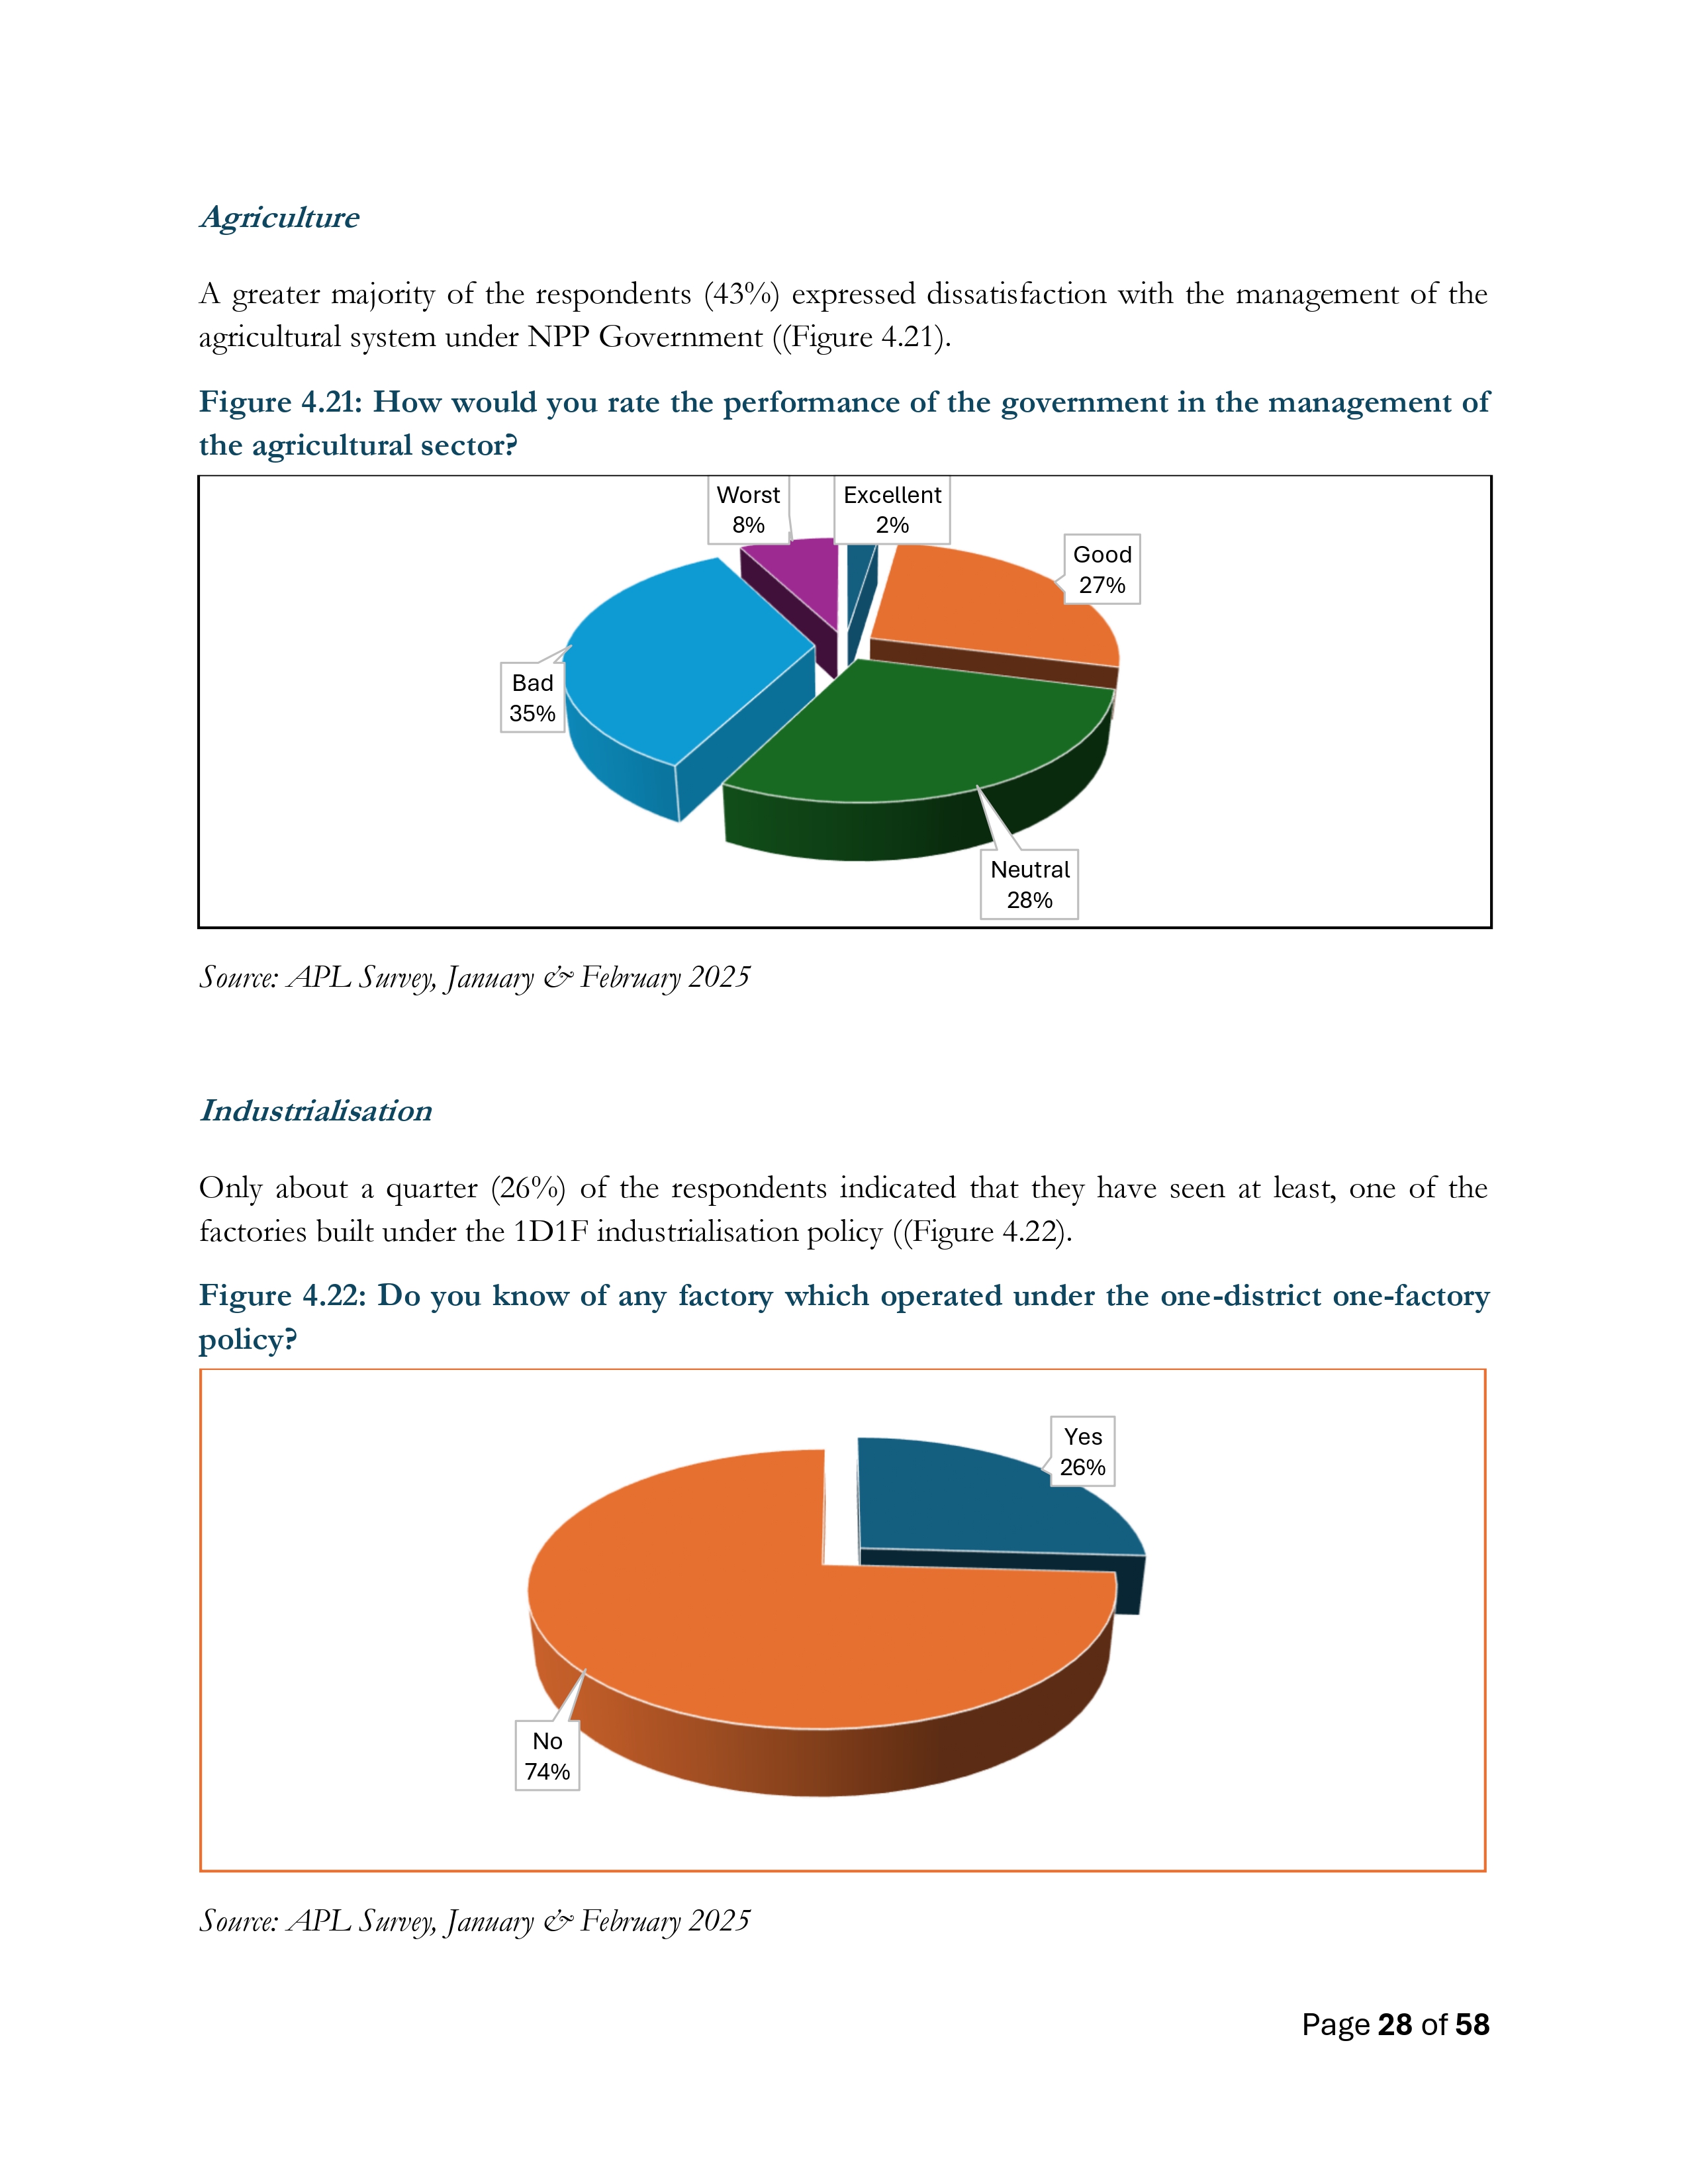 Agriculture
A greater majority of the respondents (43%) expressed dissatisfaction with the management of the
agricultural system under NPP Government ((Figure 4.21).
Figure 4.21: How would you rate the performance of the government in the management of
the agricultural sector?
Worst
8%
Excellent
2%
Good
27%
Bad
35%
Neutral
28%
Source: APL Survey, January & February 2025
Industrialisation
Only about a quarter (26%) of the respondents indicated that they have seen at least, one of the
factories built under the 1D1F industrialisation policy ((Figure 4.22).
Figure 4.22: Do you know of any factory which operated under the one-district one-factory
policy?
Yes
26%
No
74%
Source: APL Survey, January & February 2025
Page 28 of 58